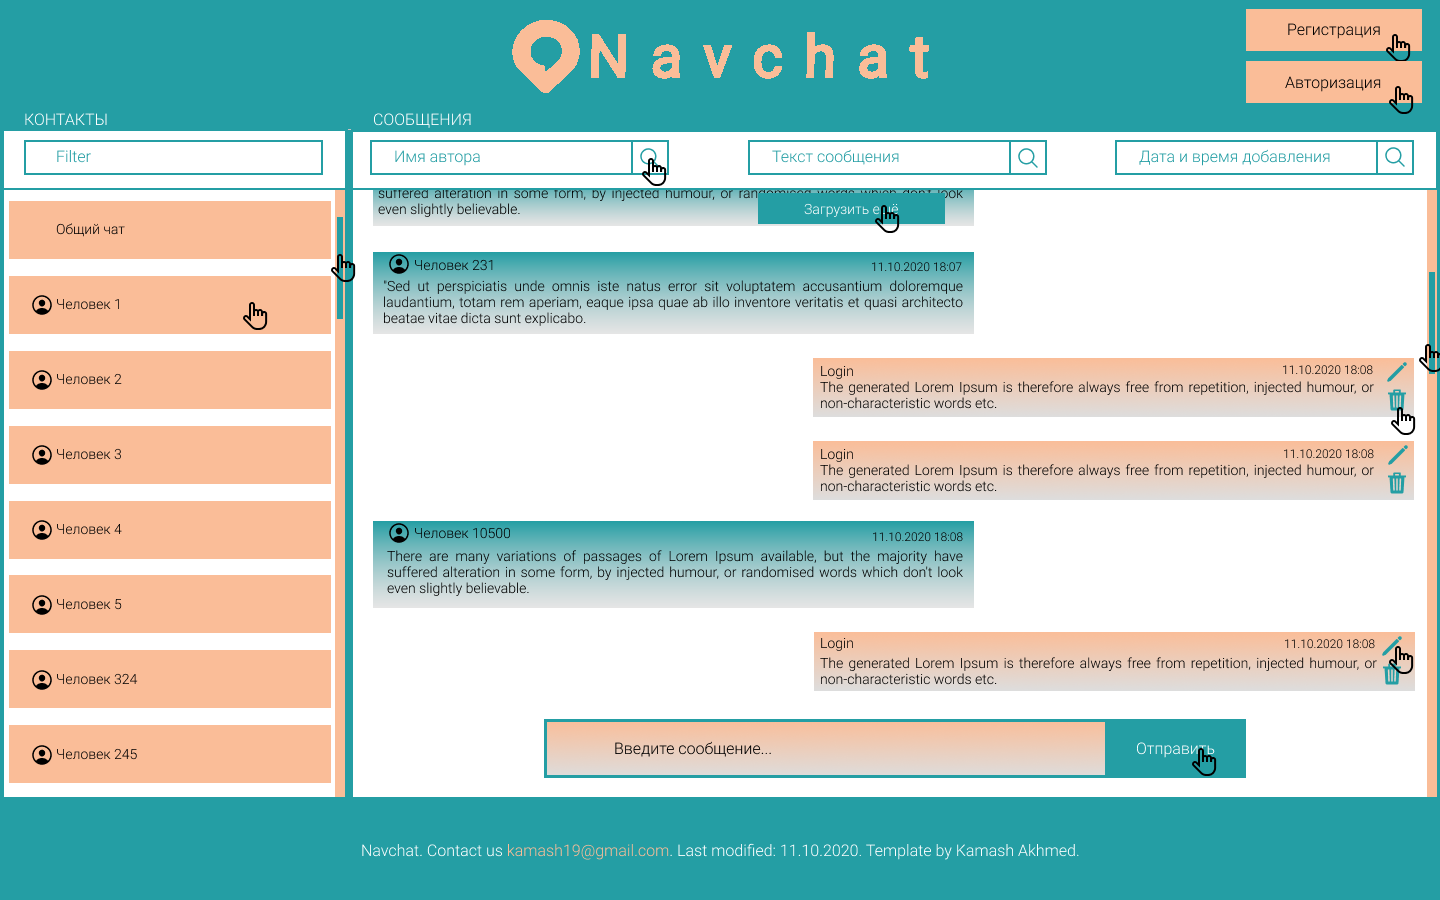 Navchat
Регистрация
Авторизация
КОНТАКТЫ
СООБЩЕНИЯ
Filter
Имя автора
Текст сообщения
Дата и время добавления
Общий чат
Человек 1
Человек 2
Человек 3
Человек 4
Человек 5
Человек 324
Человек 245
suffered alteration in some form, by injected humour, or randomised words which don't look
even slightly believable.
Загрузить ещё
Человек 231
11.10.2020 18:07
"Sed ut perspiciatis unde omnis iste natus error sit voluptatem accusantium doloremque
laudantium, totam rem aperiam, eaque ipsa quae ab illo inventore veritatis et quasi architecto
beatae vitae dicta sunt explicabo.
Login
11.10.2020 18:08
The generated Lorem Ipsum is therefore always free from repetition, injected humour, or
non-characteristic words etc.
Login
11.10.2020 18:08
The generated Lorem Ipsum is therefore always free from repetition, injected humour, or
non-characteristic words etc.
Человек 10500
11.10.2020 18:08
There are many variations of passages of Lorem Ipsum available, but the majority have
suffered alteration in some form, by injected humour, or randomised words which don't look
even slightly believable.
Login
11.10.2020 18:08
The generated Lorem Ipsum is therefore always free from repetition, injected humour, or
non-characteristic words etc.
Введите сообщение...
Отправить
Navchat. Contact us kamash19@gmail.com. Last modified: 11.10.2020. Template by Kamash Akhmed.